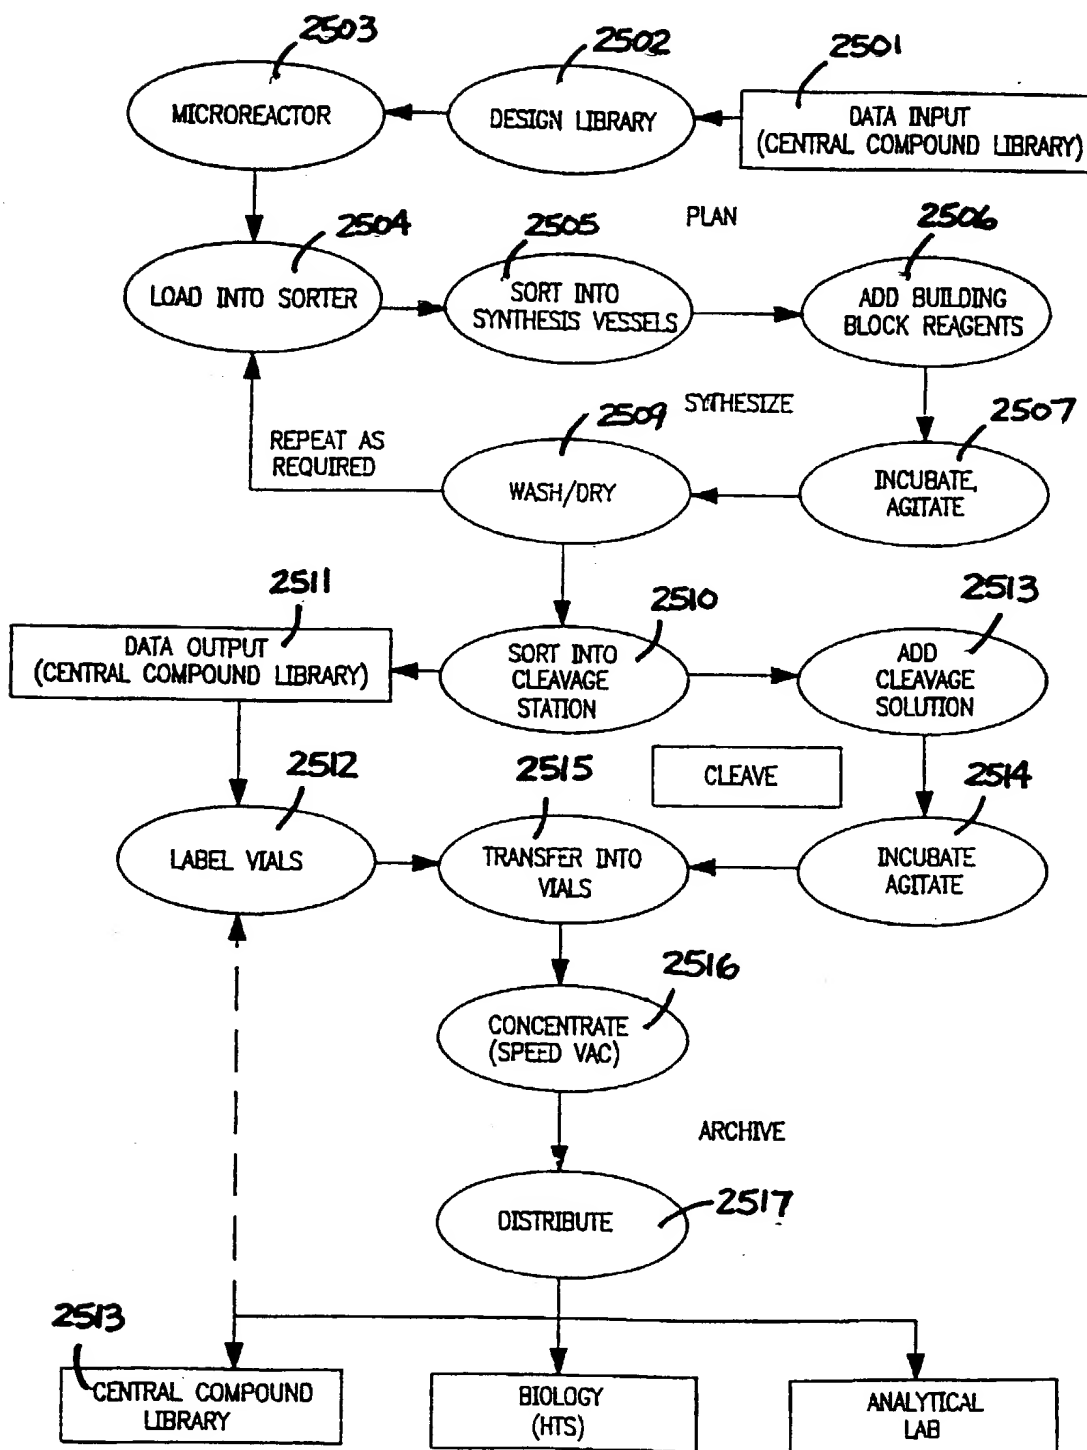 2503
2502
2501
MICROREACTOR
DESIGN LIBRARY
DATA INPUT
(CENTRAL COMPOUND LIBRARY)
PLAN
2504
2505
2506
LOAD INTO SORTER
SORT INTO
SYNTHESIS VESSELS
ADD BUILDING
BLOCK REAGENTS
SYTHESIZE
2509
2507
REPEAT AS
REQUIRED
WASH/DRY
INCUBATE,
AGITATE
2511
2510
2513
DATA OUTPUT
(CENTRAL COMPOUND LIBRARY)
SORT INTO
CLEAVAGE
STATION
ADD
CLEAVAGE
SOLUTION
CLEAVE
2512
2515
2514
LABEL VIALS
TRANSFER INTO
VIALS
INCUBATE
AGITATE
2516
CONCENTRATE
(SPEED VAC)
ARCHIVE
2517
DISTRIBUTE
2513
CENTRAL COMPOUND
LIBRARY
BIOLOGY
(HTS)
ANALYTICAL
LAB